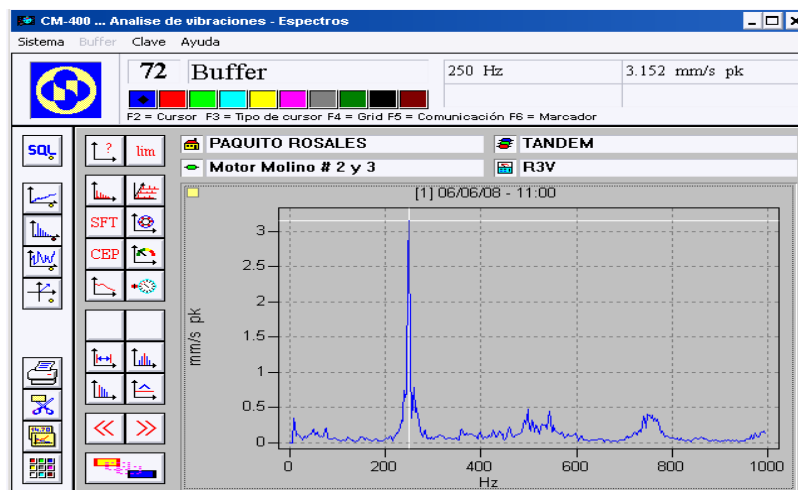 CM-400 ... Analise de vibraciones - Espectros
Sistema Buffer Clave Ayuda
72 Buffer
250 Hz 3.152 mm/s pk
F2 = Cursor F3 = Tipo de cursor F4 = Grid F5 = Comunicación F6 = Marcador
SQL ? lim
PAQUITO ROSALES TANDEM
Motor Molino # 2 y 3 R3V
[1] 06/06/08 - 11:00
SFT
CEP
mm/s pk
3
2.5
2
1.5
1
0.5
0
0 200 400 600 800 1000
Hz
<< >>